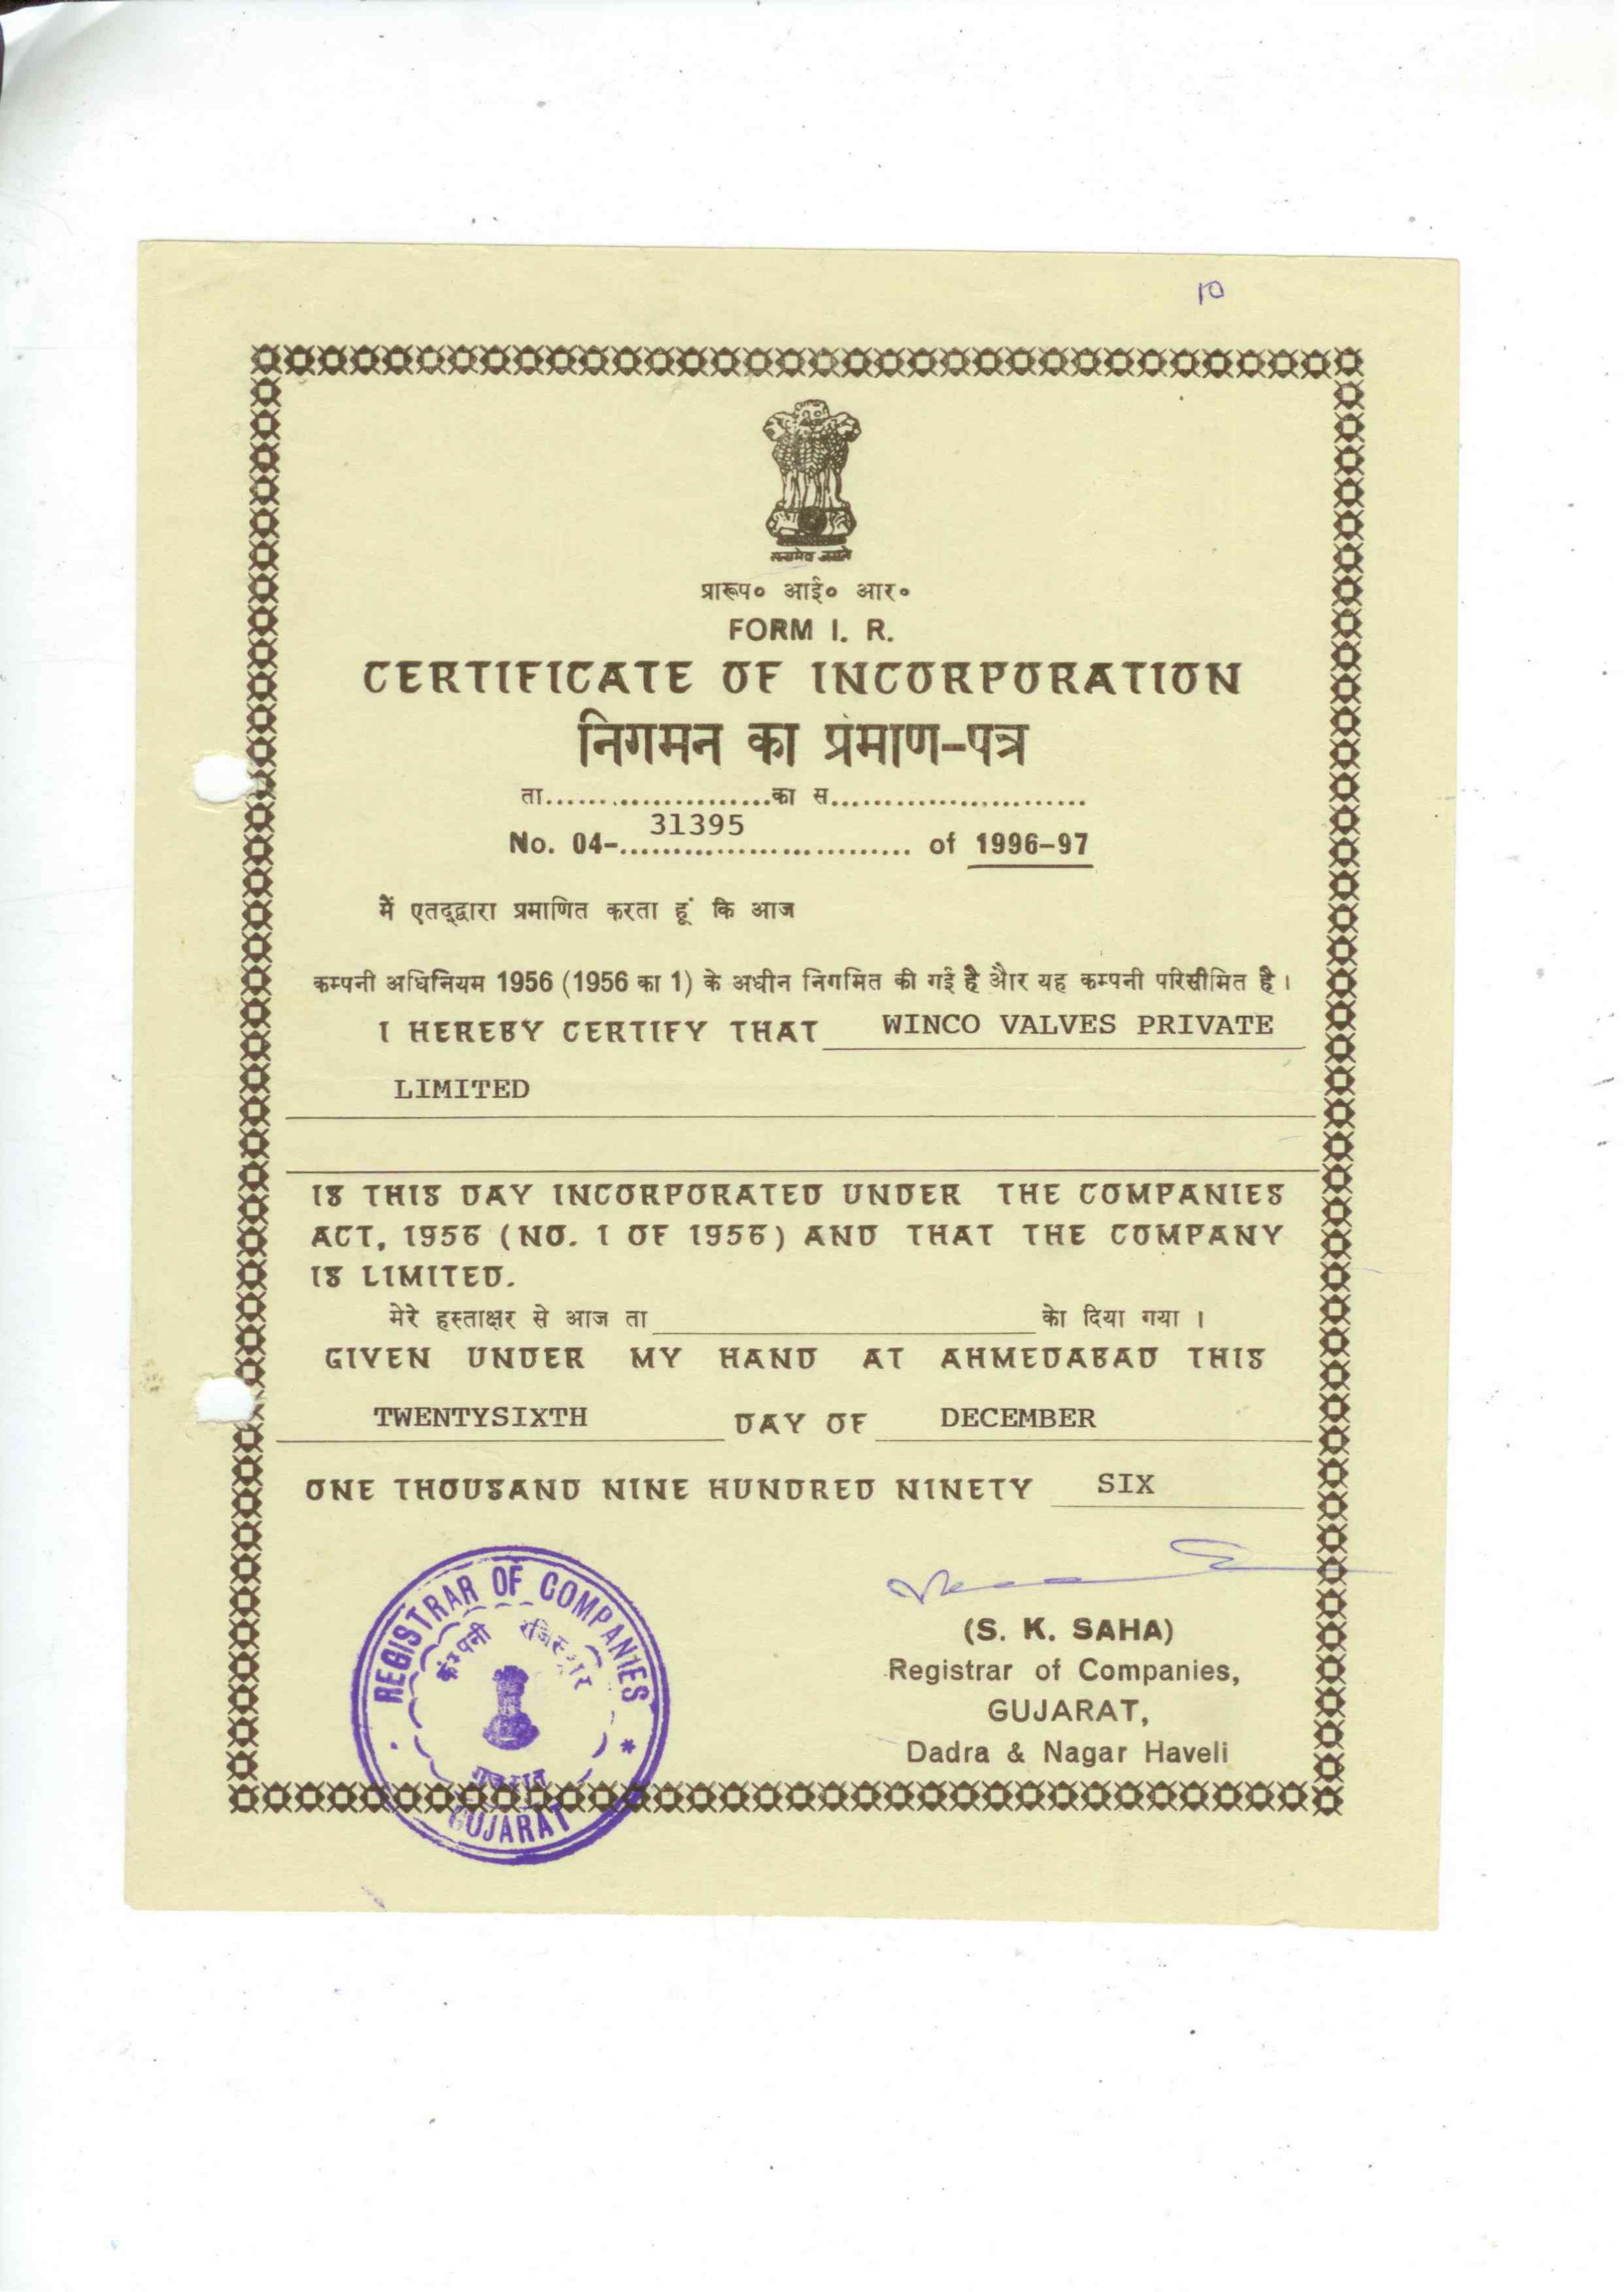 10
सत्यमेव जयते
प्रारूप० आई० आर०
FORM I. R.
CERTIFICATE OF INCORPORATION
निगमन का प्रमाण-पत्र
ता......................का स........................
No. 04-....31395.................... of 1996-97
में एतद्द्वारा प्रमाणित करता हूं कि आज
कम्पनी अधिनियम 1956 (1956 का 1) के अधीन निगमित की गई है और यह कम्पनी परिसीमित है।
I HEREBY CERTIFY THAT WINCO VALVES PRIVATE
LIMITED
IS THIS DAY INCORPORATED UNDER THE COMPANIES
ACT, 1956 (NO. 1 OF 1956) AND THAT THE COMPANY
IS LIMITED.
मेरे हस्ताक्षर से आज ता को दिया गया ।
GIVEN UNDER MY HAND AT AHMEDABAD THIS
TWENTYSIXTH DAY OF DECEMBER
ONE THOUSAND NINE HUNDRED NINETY SIX
(S. K. SAHA)
Registrar of Companies,
GUJARAT,
Dadra & Nagar Haveli
REGISTRAR OF COMPANIES *
कंम्पनी रजिस्ट्रार
गुजरात
GUJARAT